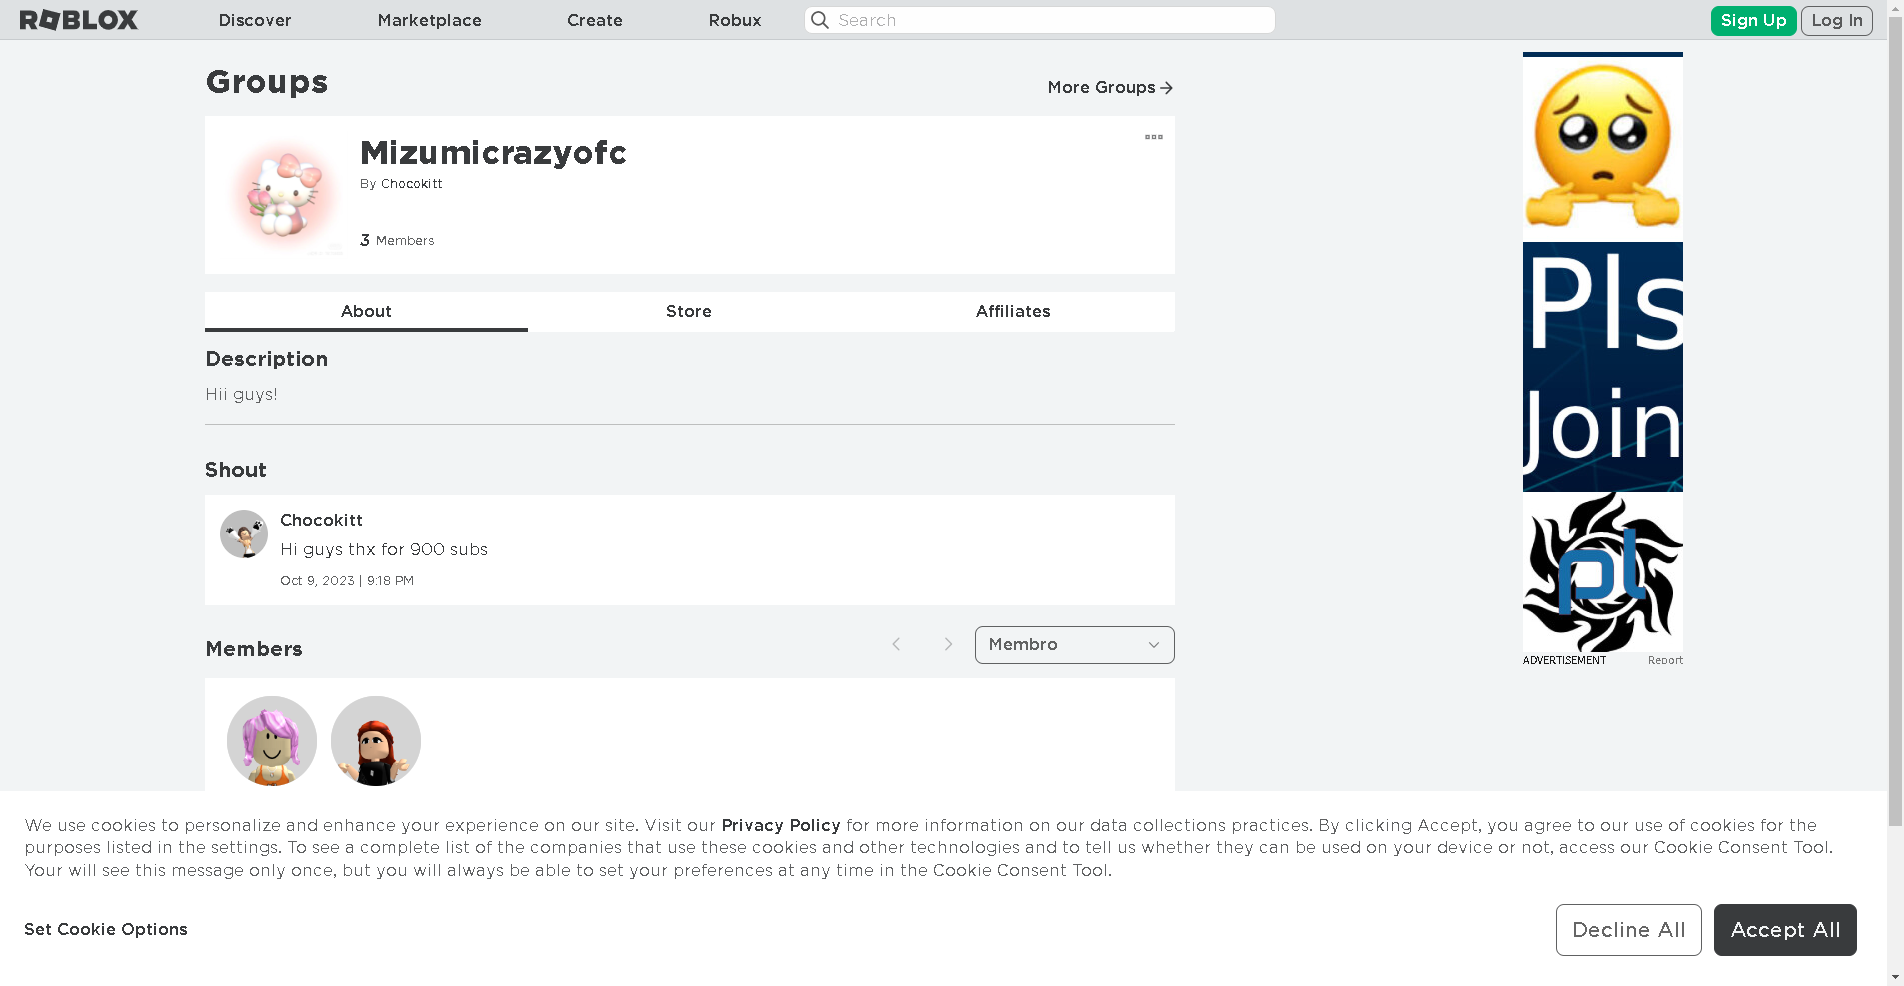 ROBLOX
Discover
Marketplace
Create
Robux
Search
Sign Up
Log In
Groups
More Groups
Mizumicrazyofc
By Chocokitt
3 Members
About
Store
Affiliates
Description
Hii guys!
Shout
Chocokitt
Hi guys thx for 900 subs
Oct 9, 2023 | 9:18 PM
Members
Membro
Pls
Join
pl
ADVERTISEMENT
Report
We use cookies to personalize and enhance your experience on our site. Visit our Privacy Policy for more information on our data collections practices. By clicking Accept, you agree to our use of cookies for the
purposes listed in the settings. To see a complete list of the companies that use these cookies and other technologies and to tell us whether they can be used on your device or not, access our Cookie Consent Tool.
Your will see this message only once, but you will always be able to set your preferences at any time in the Cookie Consent Tool.
Set Cookie Options
Decline All
Accept All